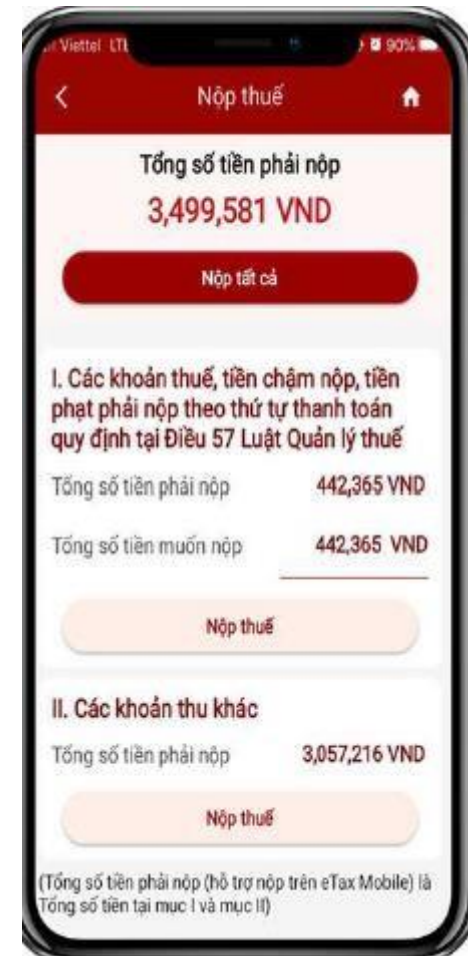 Viettel LTE
90%
Nộp thuế
Tổng số tiền phải nộp
3,499,581 VND
Nộp tất cả
I. Các khoản thuế, tiền chậm nộp, tiền
phạt phải nộp theo thứ tự thanh toán
quy định tại Điều 57 Luật Quản lý thuế
Tổng số tiền phải nộp 442,365 VND
Tổng số tiền muốn nộp 442,365 VND
Nộp thuế
II. Các khoản thu khác
Tổng số tiền phải nộp 3,057,216 VND
Nộp thuế
(Tổng số tiền phải nộp (hỗ trợ nộp trên eTax Mobile) là
Tổng số tiền tại mục I và mục II)